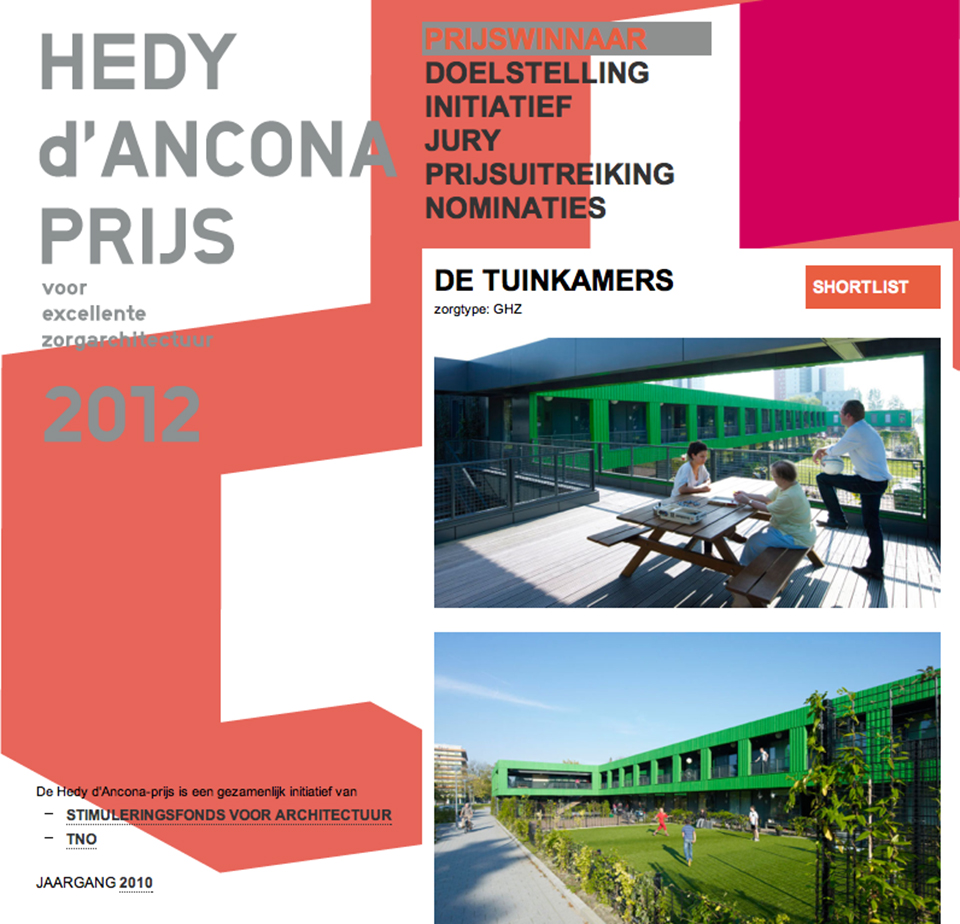 HEDY
d'ANCONA
PRIJS
voor
excellente
zorgarchitectuur
2012
PRIJSWINNAAR
DOELSTELLING
INITIATIEF
JURY
PRIJSUITREIKING
NOMINATIES
DE TUINKAMERS
SHORTLIST
zorgtype: GHZ
De Hedy d'Ancona-prijs is een gezamenlijk initiatief van
– STIMULERINGSFONDS VOOR ARCHITECTUUR
– TNO
JAARGANG 2010